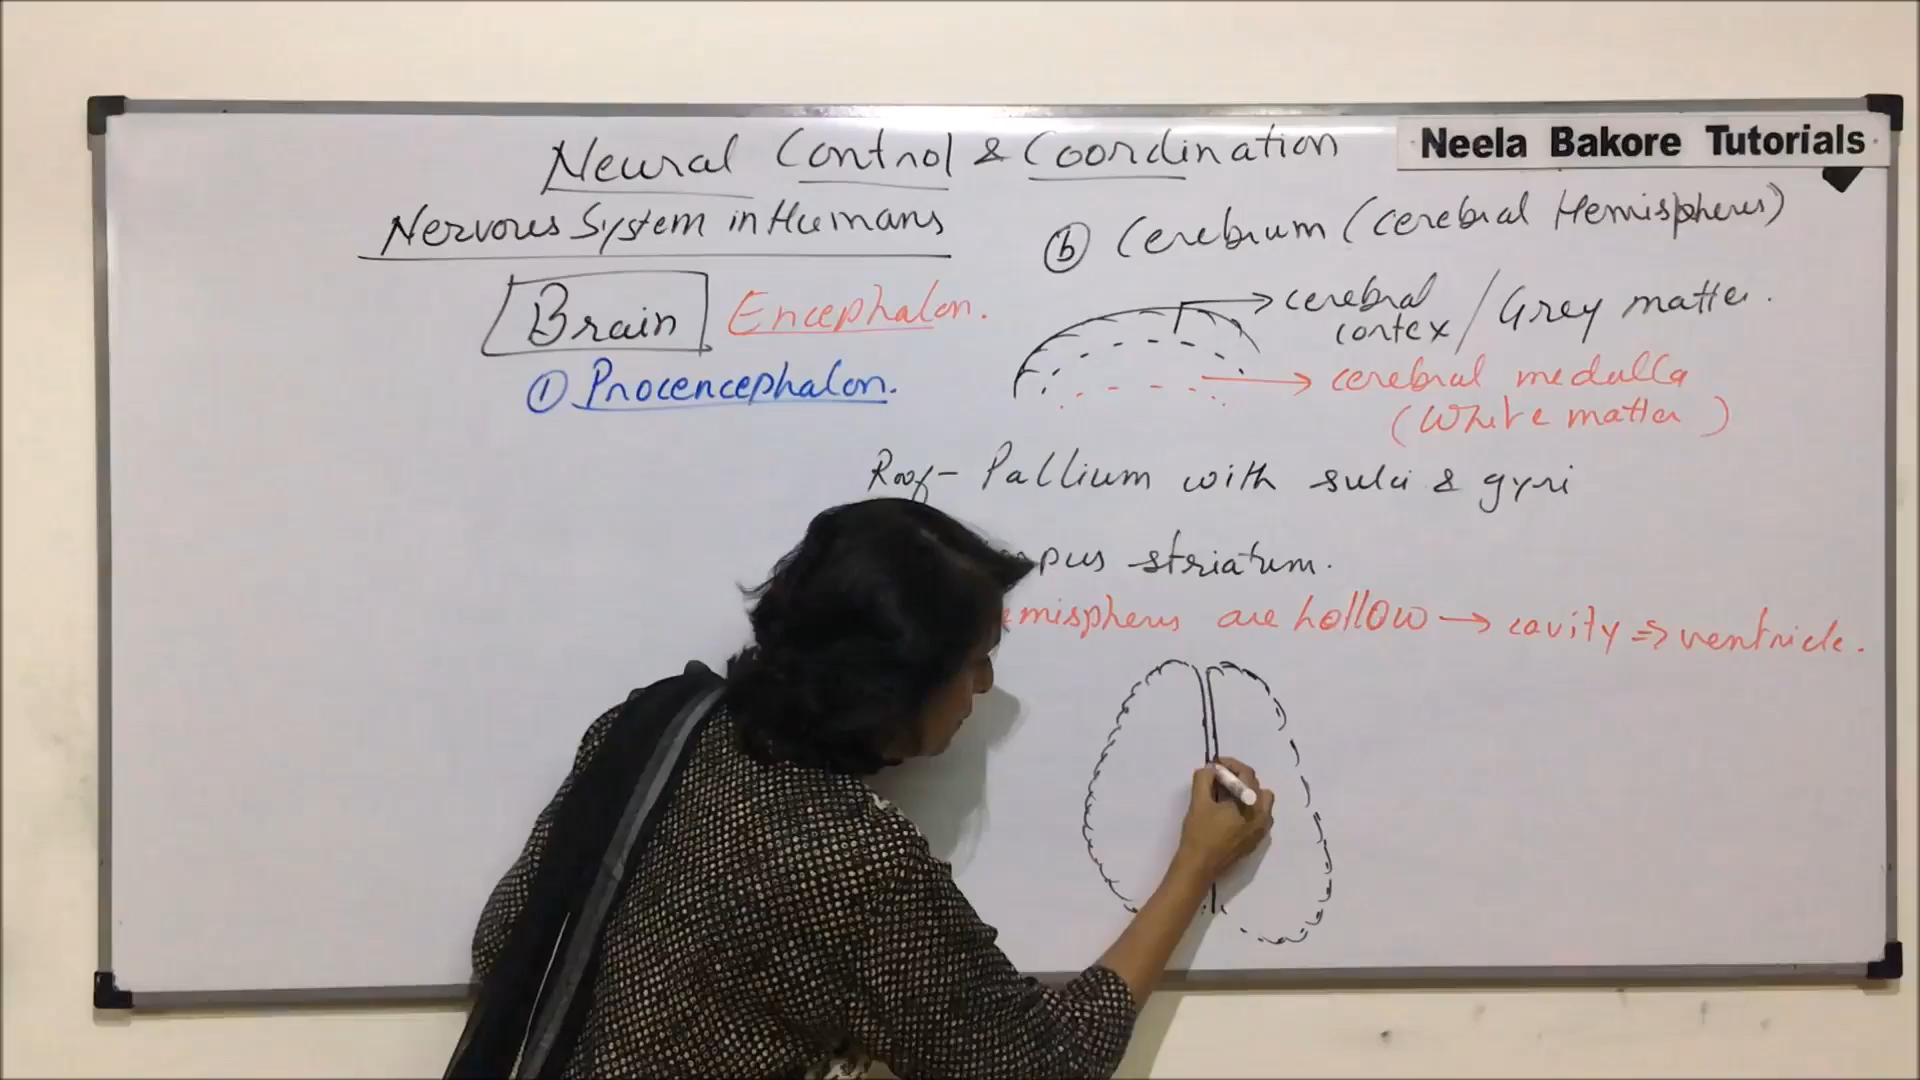 Neural Control & Coordination
Neela Bakore Tutorials
Nervous System in Humans
Brain Encephalon.
① Procencephalon.
ⓑ Cerebrum (cerebral Hemispheres)
cerebral cortex / Grey matter.
cerebral medulla
(White matter)
Roof - Pallium with sulci & gyri
striatum.
are hollow → cavity ⇒ ventricle.